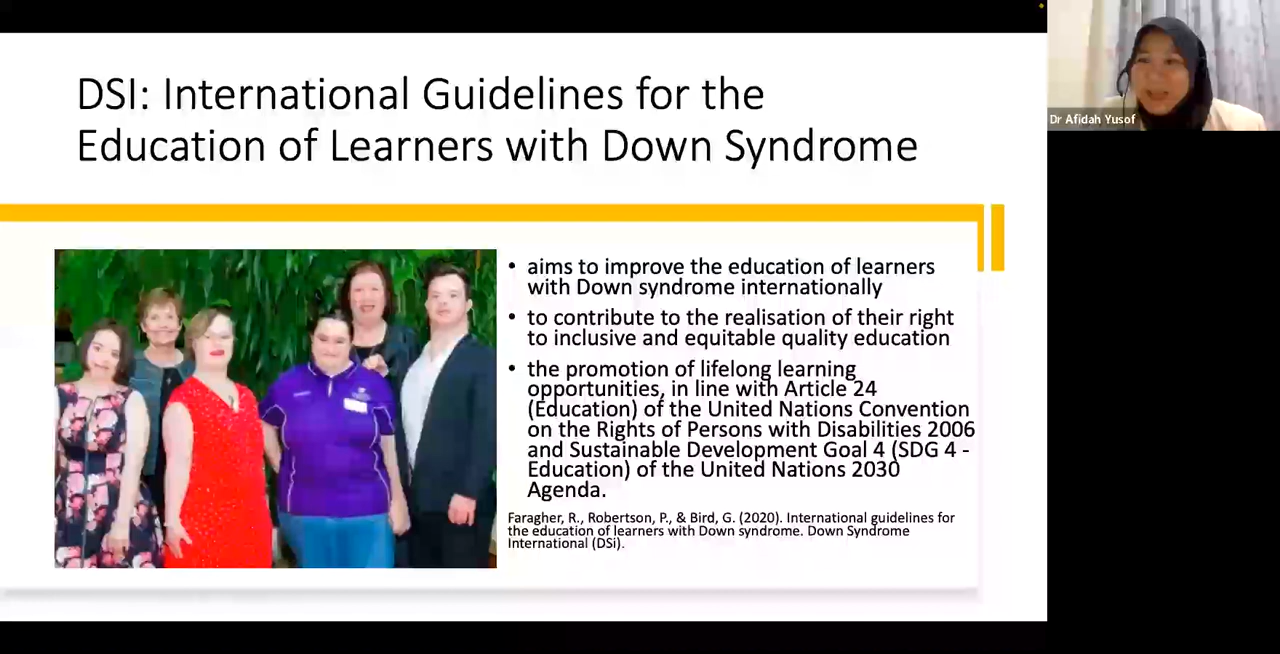 DSI: International Guidelines for the
Education of Learners with Down Syndrome
Dr Afidah Yusof
• aims to improve the education of learners
with Down syndrome internationally
• to contribute to the realisation of their right
to inclusive and equitable quality education
• the promotion of lifelong learning
opportunities, in line with Article 24
(Education) of the United Nations Convention
on the Rights of Persons with Disabilities 2006
and Sustainable Development Goal 4 (SDG 4 -
Education) of the United Nations 2030
Agenda.
Faragher, R., Robertson, P., & Bird, G. (2020). International guidelines for
the education of learners with Down syndrome. Down Syndrome
International (DSi).